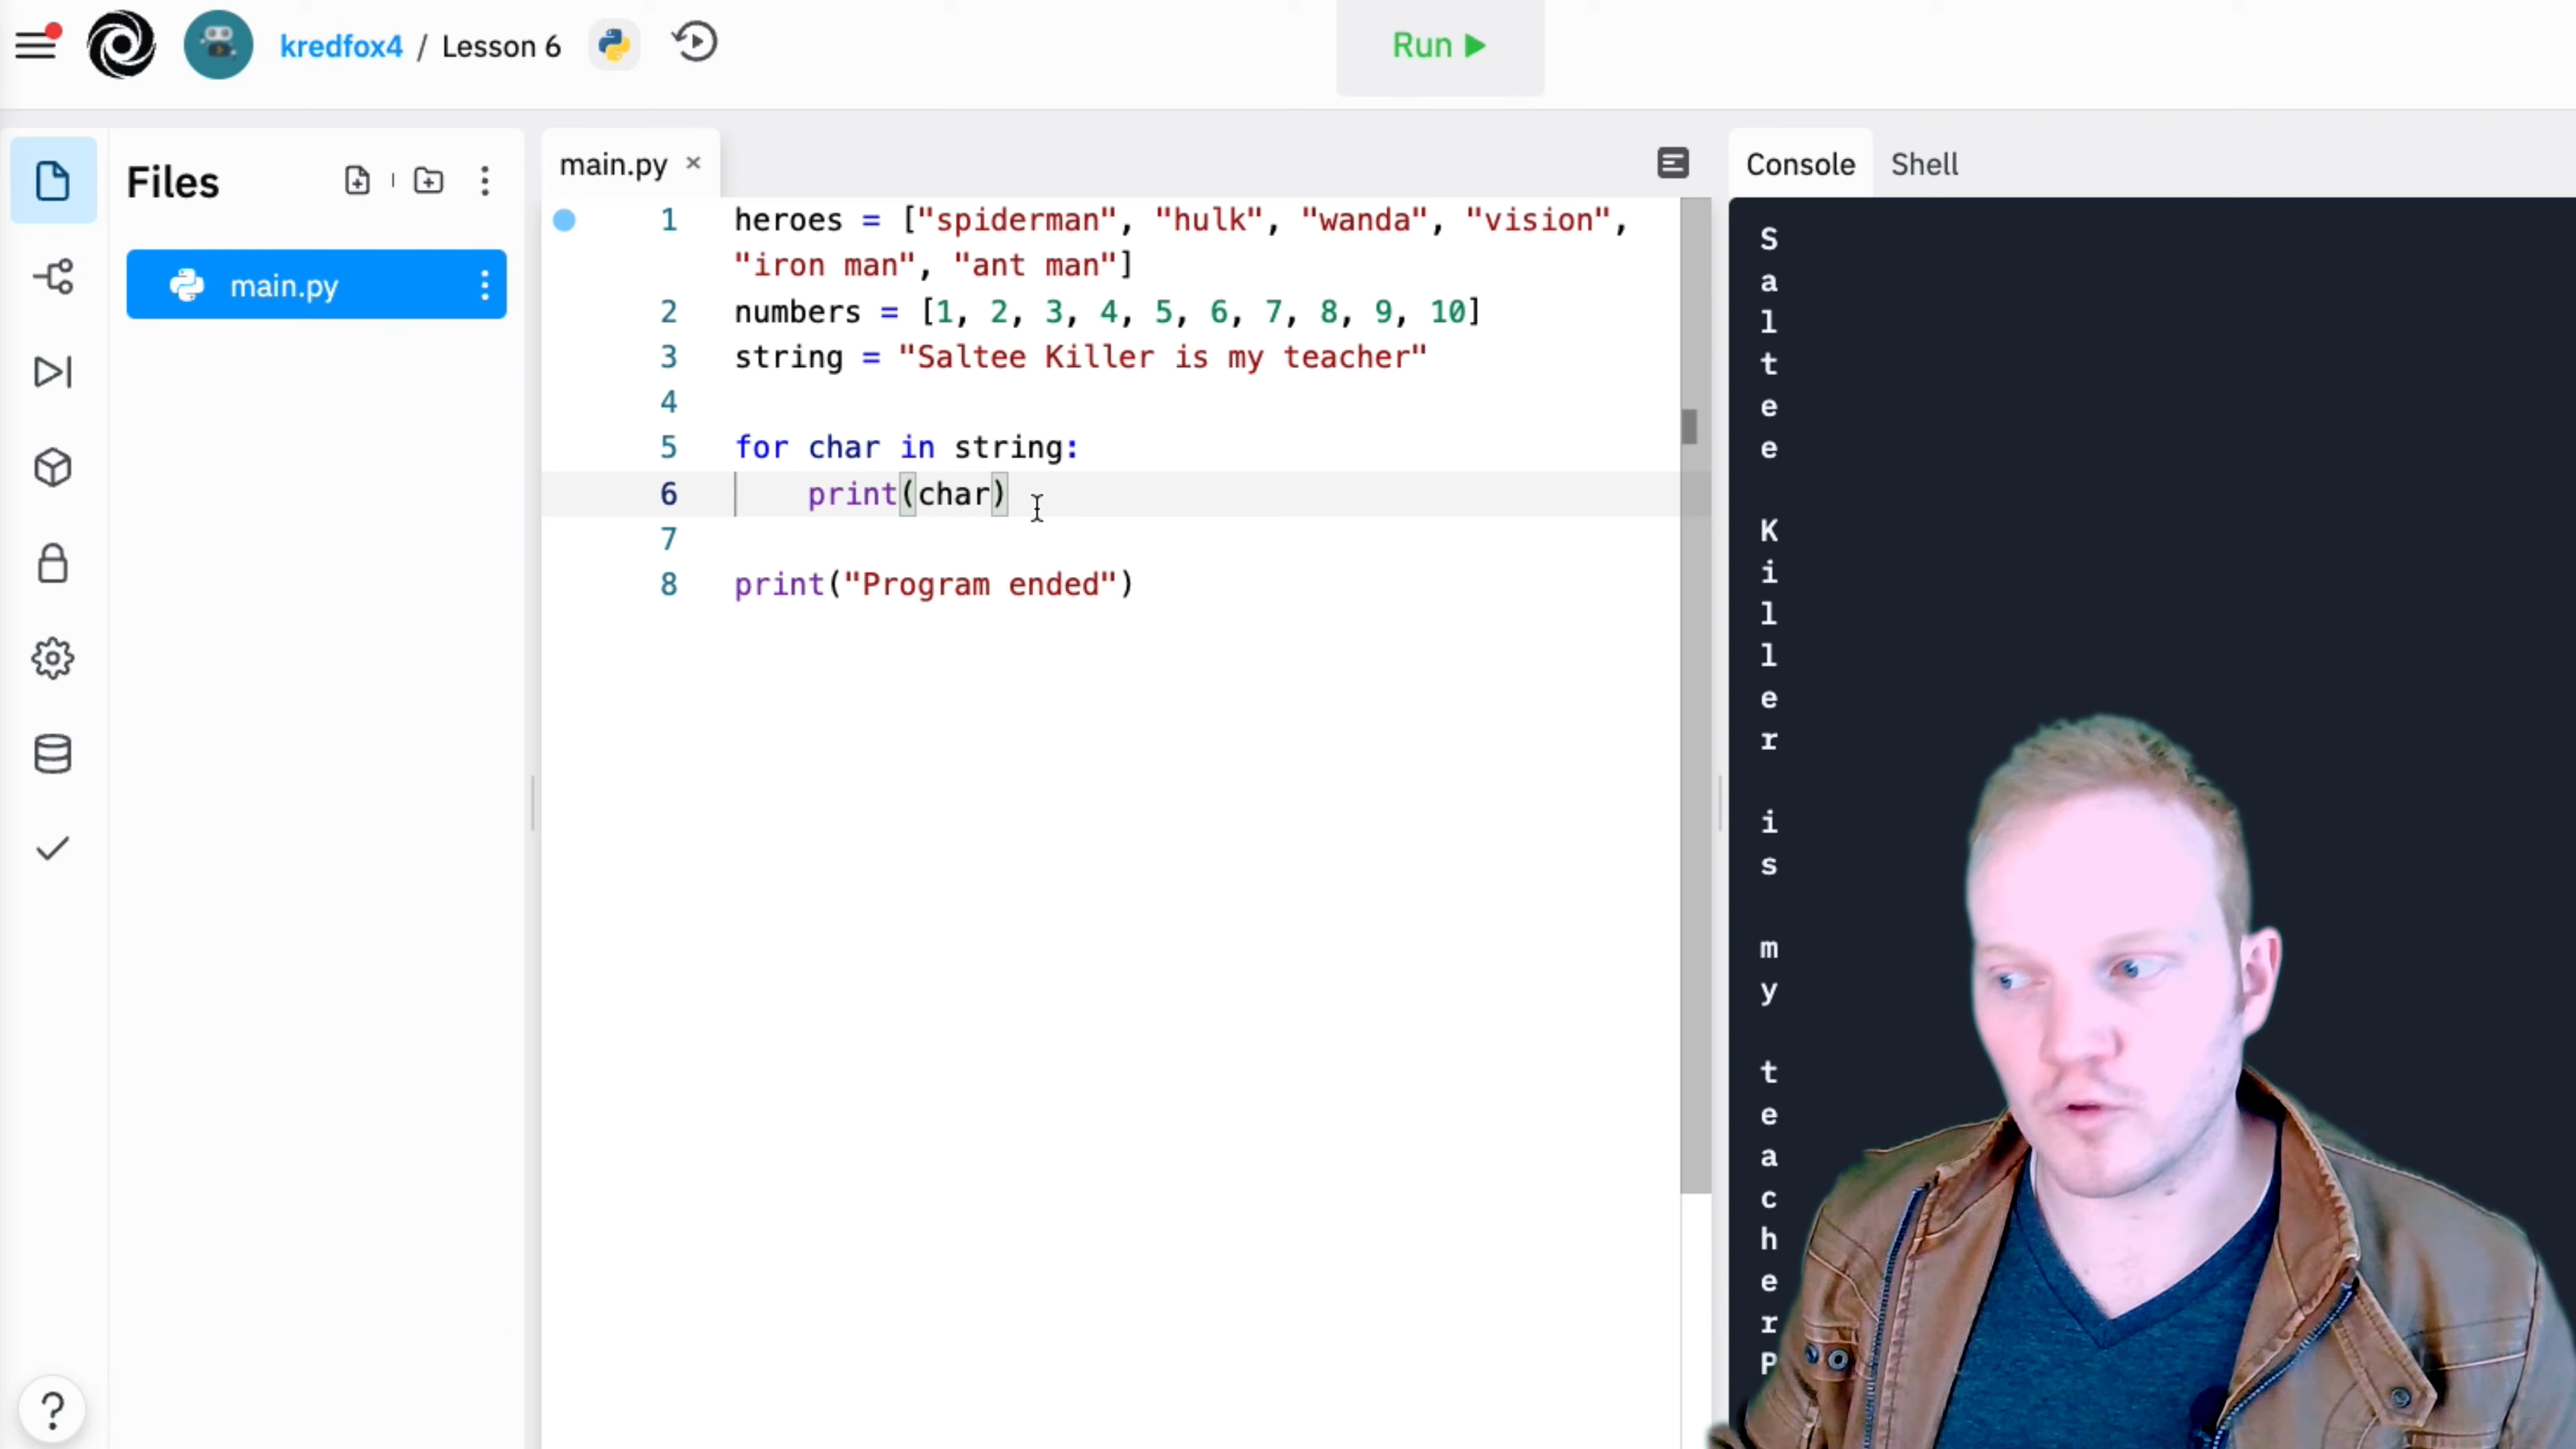 kredfox4 / Lesson 6
Run
Files
main.py
main.py ×
1 heroes = ["spiderman", "hulk", "wanda", "vision",
"iron man", "ant man"]
2 numbers = [1, 2, 3, 4, 5, 6, 7, 8, 9, 10]
3 string = "Saltee Killer is my teacher"
4
5 for char in string:
6 print(char)
7
8 print("Program ended")
?
Console Shell
S
a
l
t
e
e
K
i
l
l
e
r
i
s
m
y
t
e
a
c
h
e
r
P